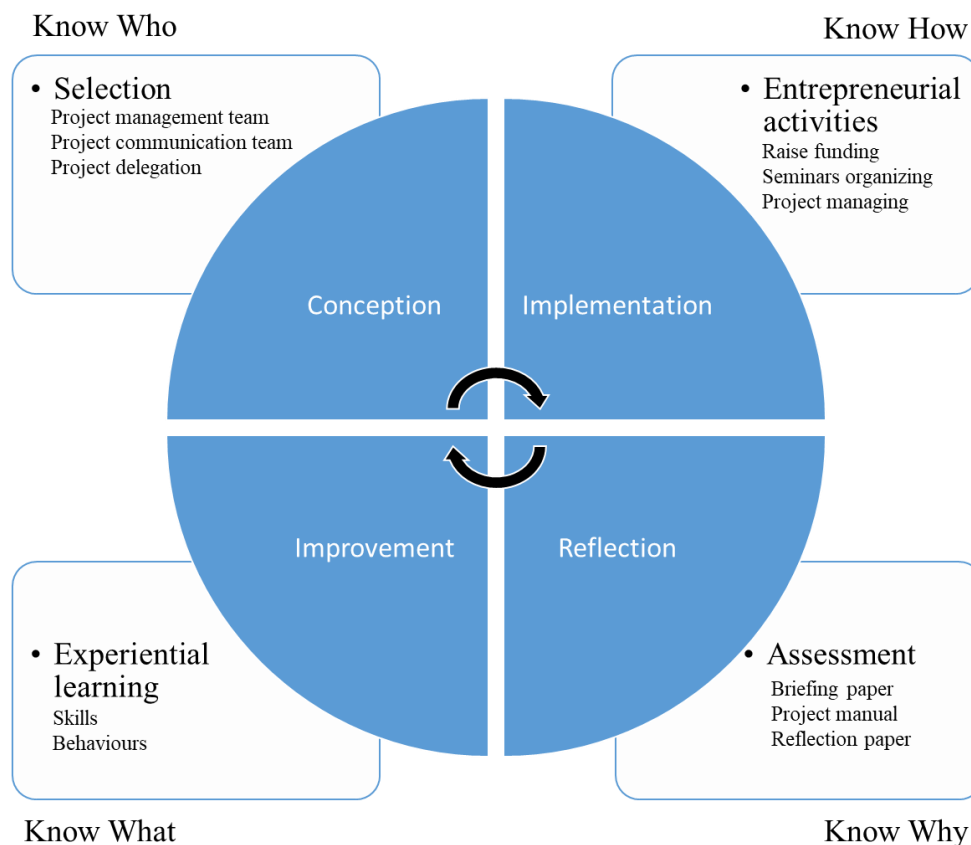 Know Who
• Selection
Project management team
Project communication team
Project delegation
Know How
• Entrepreneurial
activities
Raise funding
Seminars organizing
Project managing
Conception
Implementation
Improvement
Reflection
• Experiential
learning
Skills
Behaviours
Know What
• Assessment
Briefing paper
Project manual
Reflection paper
Know Why